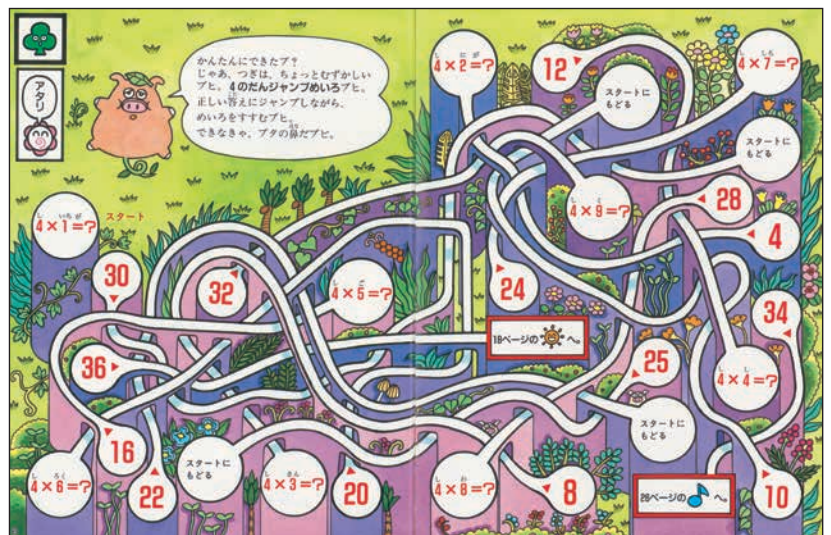 アタリ
かんたんにできたブ?
じゃあ、つぎは、ちょっとむずかしい
ブヒ。4のだんジャンプめいろブヒ。
正しい答えにジャンプしながら、
めいろをすすむブヒ。
できなきゃ、ブタの鼻だブヒ。
4×2=?
12
4×7=?
スタートに
もどる
スタートに
もどる
4×1=?
スタート
4×9=?
28
4
30
32
4×5=?
24
34
18ページの
へ。
36
25
4×4=?
16
スタートに
もどる
スタートに
もどる
4×6=?
22
4×3=?
20
4×8=?
8
26ページの
へ。
10